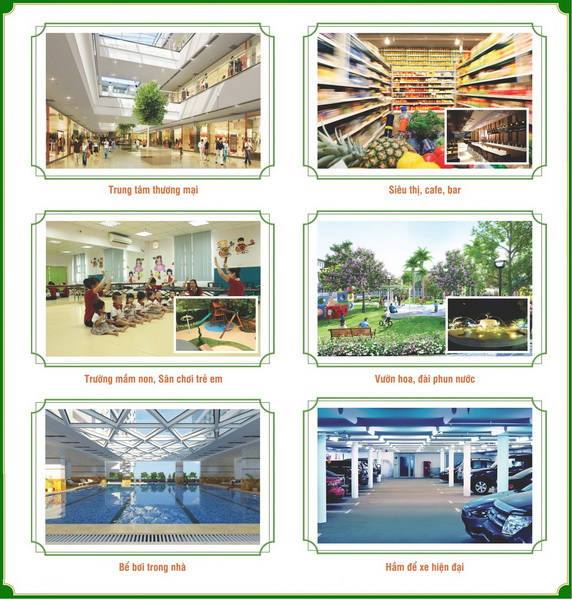 Trung tâm thương mại
Siêu thị, cafe, bar
Trường mầm non, Sân chơi trẻ em
Vườn hoa, đài phun nước
Bể bơi trong nhà
Hầm để xe hiện đại